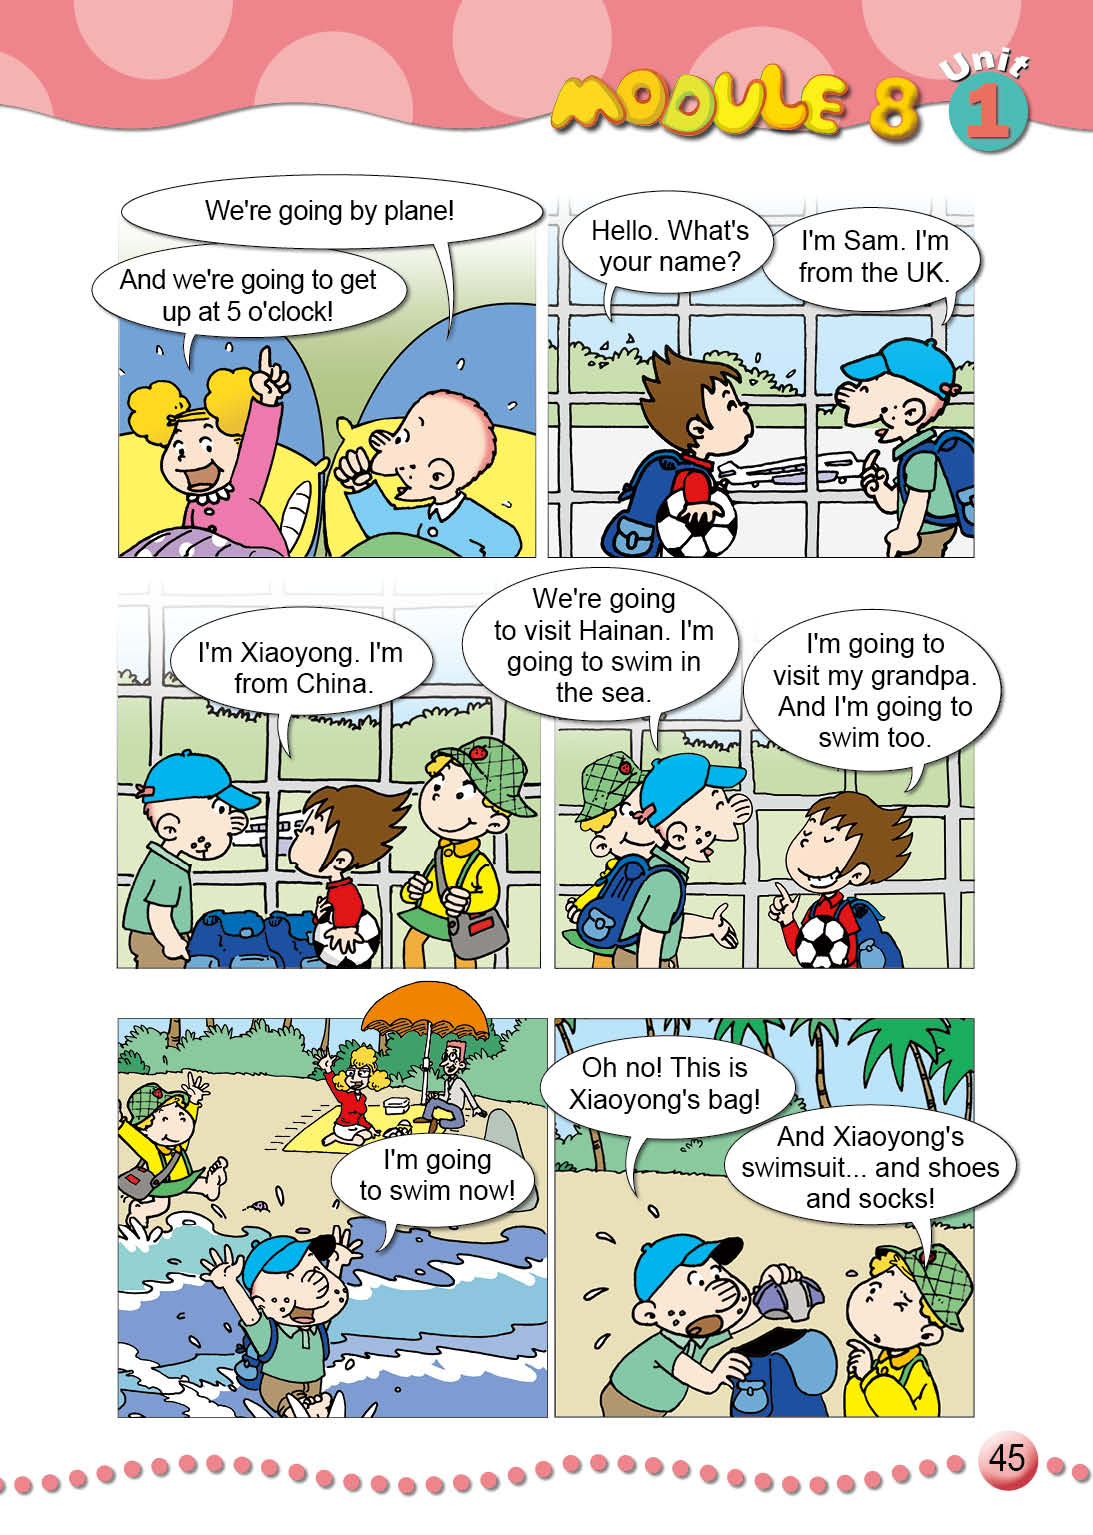 MODULE 8
Unit
1
We're going by plane!
And we're going to get
up at 5 o'clock!
Hello. What's
your name?
I'm Sam. I'm
from the UK.
I'm Xiaoyong. I'm
from China.
We're going
to visit Hainan. I'm
going to swim in
the sea.
I'm going to
visit my grandpa.
And I'm going to
swim too.
I'm going
to swim now!
Oh no! This is
Xiaoyong's bag!
And Xiaoyong's
swimsuit... and shoes
and socks!
45